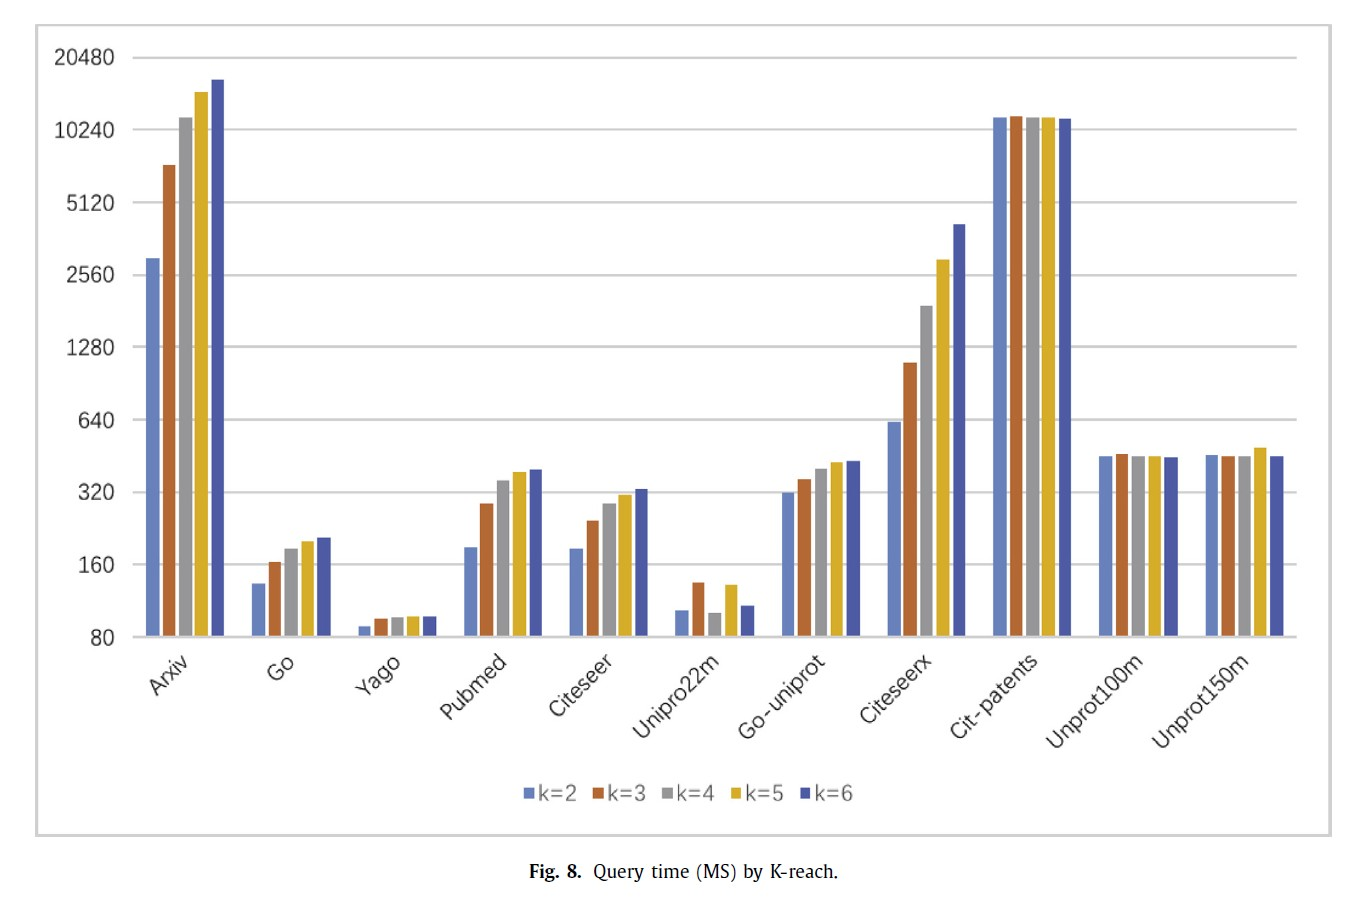 20480
10240
5120
2560
1280
640
320
160
80
Arxiv
Go
Yago
Pubmed
Citeseer
Unipro22m
Go-uniprot
Citeseerx
Cit-patents
Unprot100m
Unprot150m
k=2 k=3 k=4 k=5 k=6
Fig. 8. Query time (MS) by K-reach.